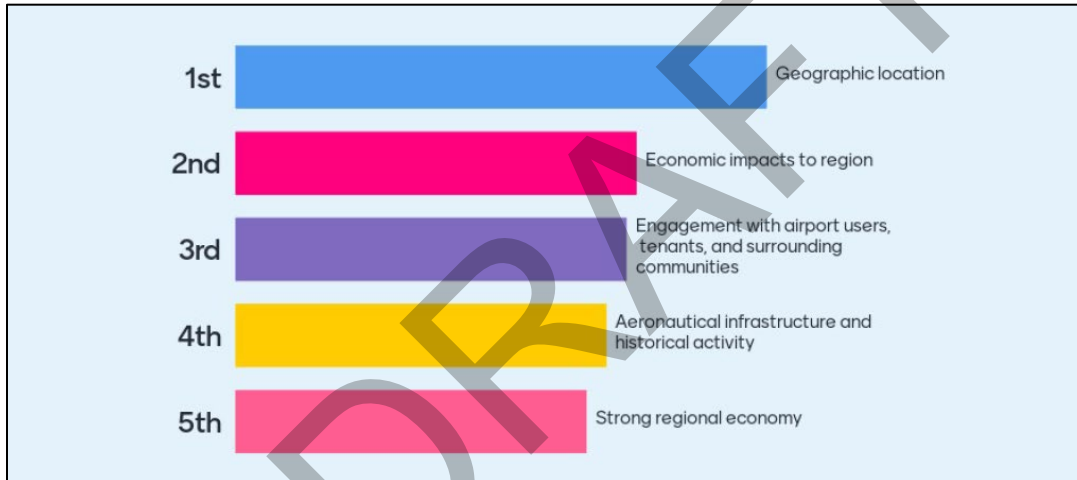 1st
Geographic location
2nd
Economic impacts to region
3rd
Engagement with airport users,
tenants, and surrounding
communities
4th
Aeronautical infrastructure and
historical activity
5th
Strong regional economy
DRAFT